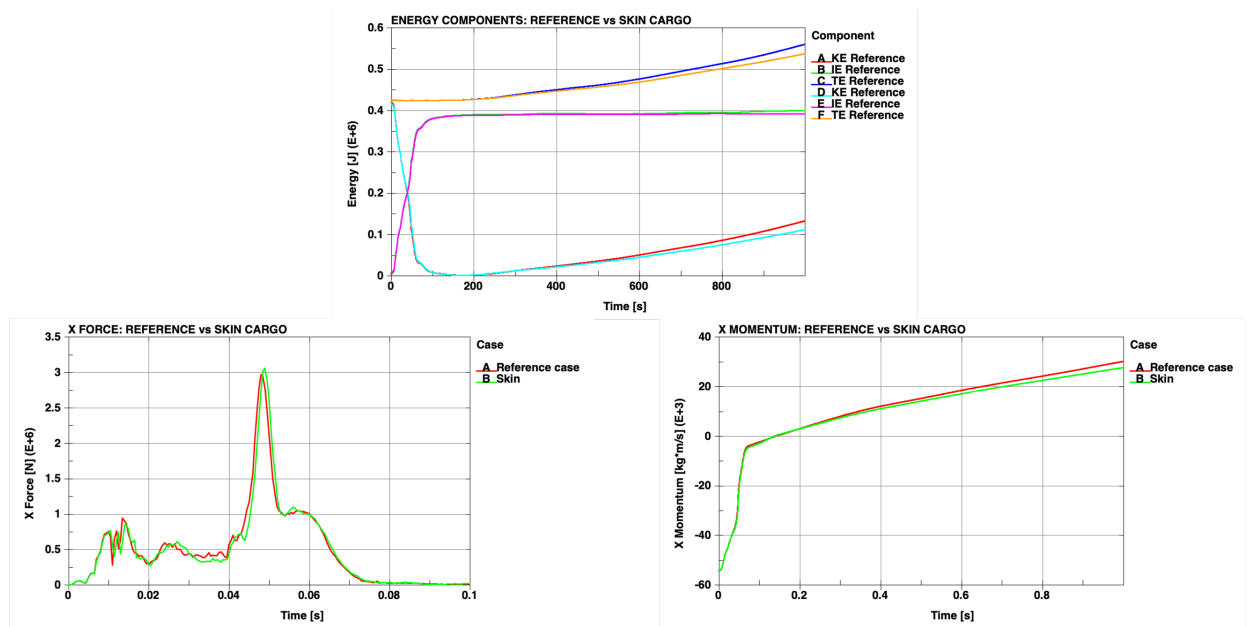 ENERGY COMPONENTS: REFERENCE vs SKIN CARGO
0.6
0.5
0.4
0.3
0.2
0.1
0
Energy [J] (E+6)
0
200
400
600
800
Time [s]
Component
A KE Reference
B IE Reference
C TE Reference
D KE Reference
E IE Reference
F TE Reference
X FORCE: REFERENCE vs SKIN CARGO
3.5
3
2.5
2
1.5
1
0.5
0
X Force [N] (E+6)
0
0.02
0.04
0.06
0.08
0.1
Time [s]
Case
A Reference case
B Skin
X MOMENTUM: REFERENCE vs SKIN CARGO
40
20
0
-20
-40
-60
X Momentum [kg*m/s] (E+3)
0
0.2
0.4
0.6
0.8
Time [s]
Case
A Reference case
B Skin